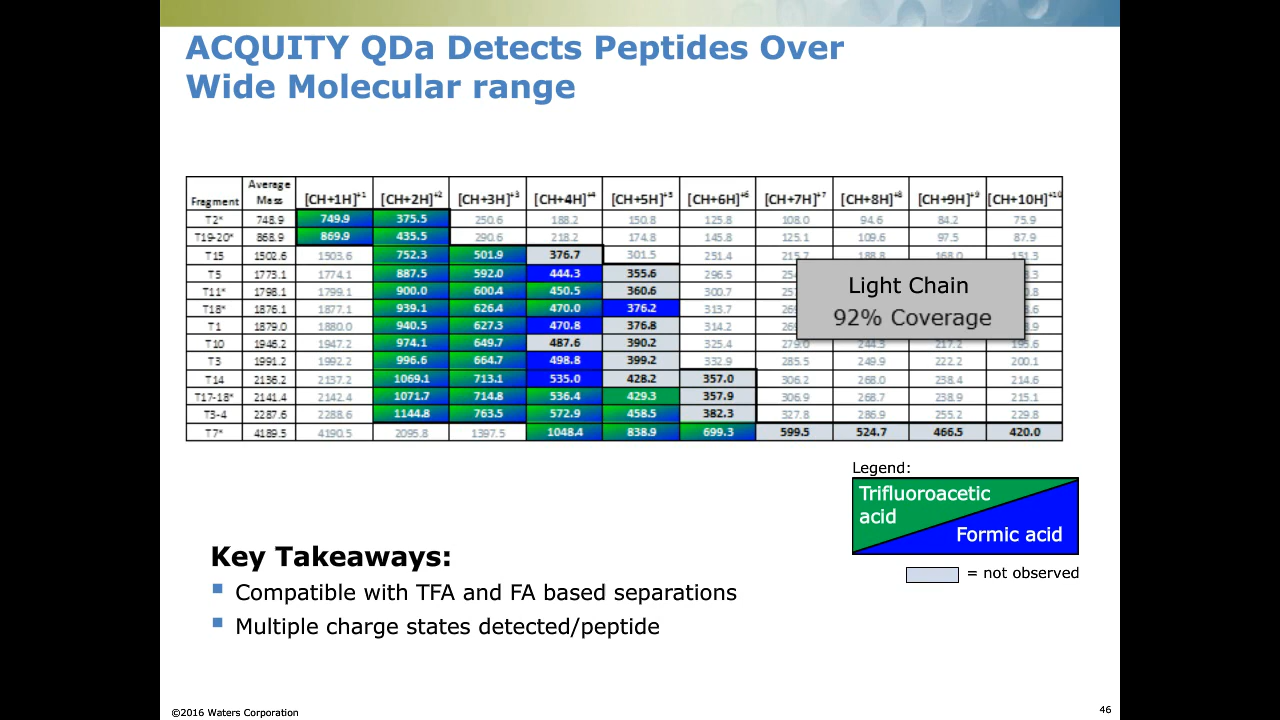 ACQUITY QDa Detects Peptides Over
Wide Molecular range
Fragment Average Mass [CH+1H]+1 [CH+2H]+2 [CH+3H]+3 [CH+4H]+4 [CH+5H]+5 [CH+6H]+6 [CH+7H]+7 [CH+8H]+8 [CH+9H]+9 [CH+10H]+10
T2* 748.9 749.9 375.5 250.6 188.2 150.8 125.8 108.0 94.6 84.2 75.9
T19-20* 868.9 869.9 435.5 290.6 218.2 174.8 145.8 125.1 109.6 97.5 87.9
T15 1502.6 1503.6 752.3 501.9 376.7 301.5 251.4 215.7 188.8 168.0 151.3
T5 1773.1 1774.1 887.5 592.0 444.3 355.6 296.5
T11* 1798.1 1799.1 900.0 600.4 450.5 360.6 300.7
T18* 1876.1 1877.1 939.1 626.4 470.0 376.2 313.7
T1 1879.0 1880.0 940.5 627.3 470.8 376.8 314.2
T10 1946.2 1947.2 974.1 649.7 487.6 390.2 325.4 279.0 244.3 217.2 195.6
T3 1991.2 1992.2 996.6 664.7 498.8 399.2 332.9 285.5 249.9 222.2 200.1
T14 2136.2 2137.2 1069.1 713.1 535.0 428.2 357.0 306.2 268.0 238.4 214.6
T17-18* 2141.4 2142.4 1071.7 714.8 536.4 429.3 357.9 306.9 268.7 238.9 215.1
T3-4 2287.6 2288.6 1144.8 763.5 572.9 458.5 382.3 327.8 286.9 255.2 229.8
T7* 4189.5 4190.5 2095.8 1397.5 1048.4 838.9 699.3 599.5 524.7 466.5 420.0
Light Chain
92% Coverage
Legend:
Trifluoroacetic
acid
Formic acid
= not observed
Key Takeaways:
Compatible with TFA and FA based separations
Multiple charge states detected/peptide
©2016 Waters Corporation
46